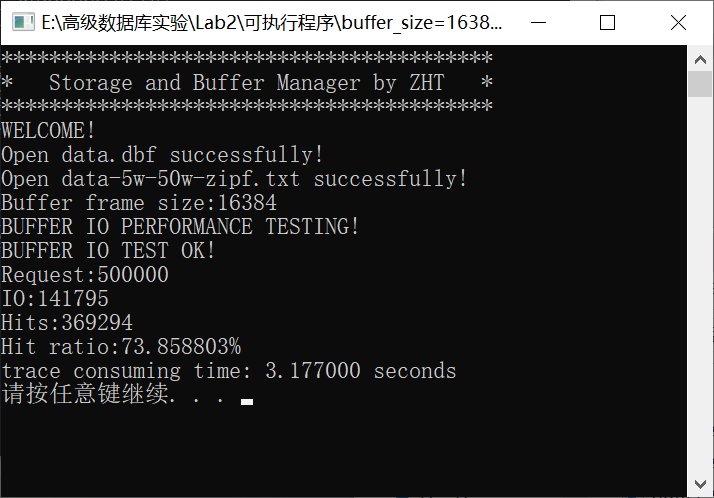 E:\高级数据库实验\Lab2\可执行程序\buffer_size=1638...
*****************************************
*   Storage and Buffer Manager by ZHT   *
*****************************************
WELCOME!
Open data.dbf successfully!
Open data-5w-50w-zipf.txt successfully!
Buffer frame size:16384
BUFFER IO PERFORMANCE TESTING!
BUFFER IO TEST OK!
Request:500000
IO:141795
Hits:369294
Hit ratio:73.858803%
trace consuming time: 3.177000 seconds
请按任意键继续. . .